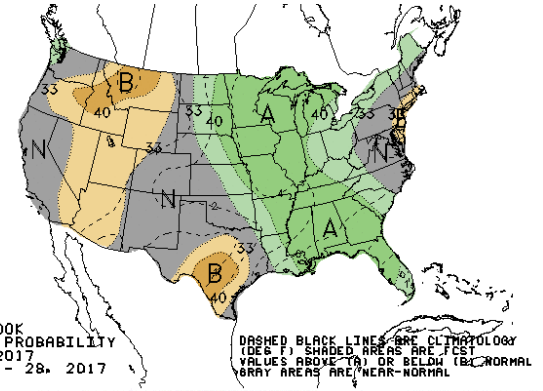 B
33
40
33
40
A
40
33
N
N
33
N
A
33
B
40
OOK
PROBABILITY
2017
- 28, 2017
DASHED BLACK LINES ARE CLIMATOLOGY
(DEG F) SHADED AREAS ARE FCST
VALUES ABOVE (A) OR BELOW (B) NORMAL
GRAY AREAS ARE NEAR-NORMAL